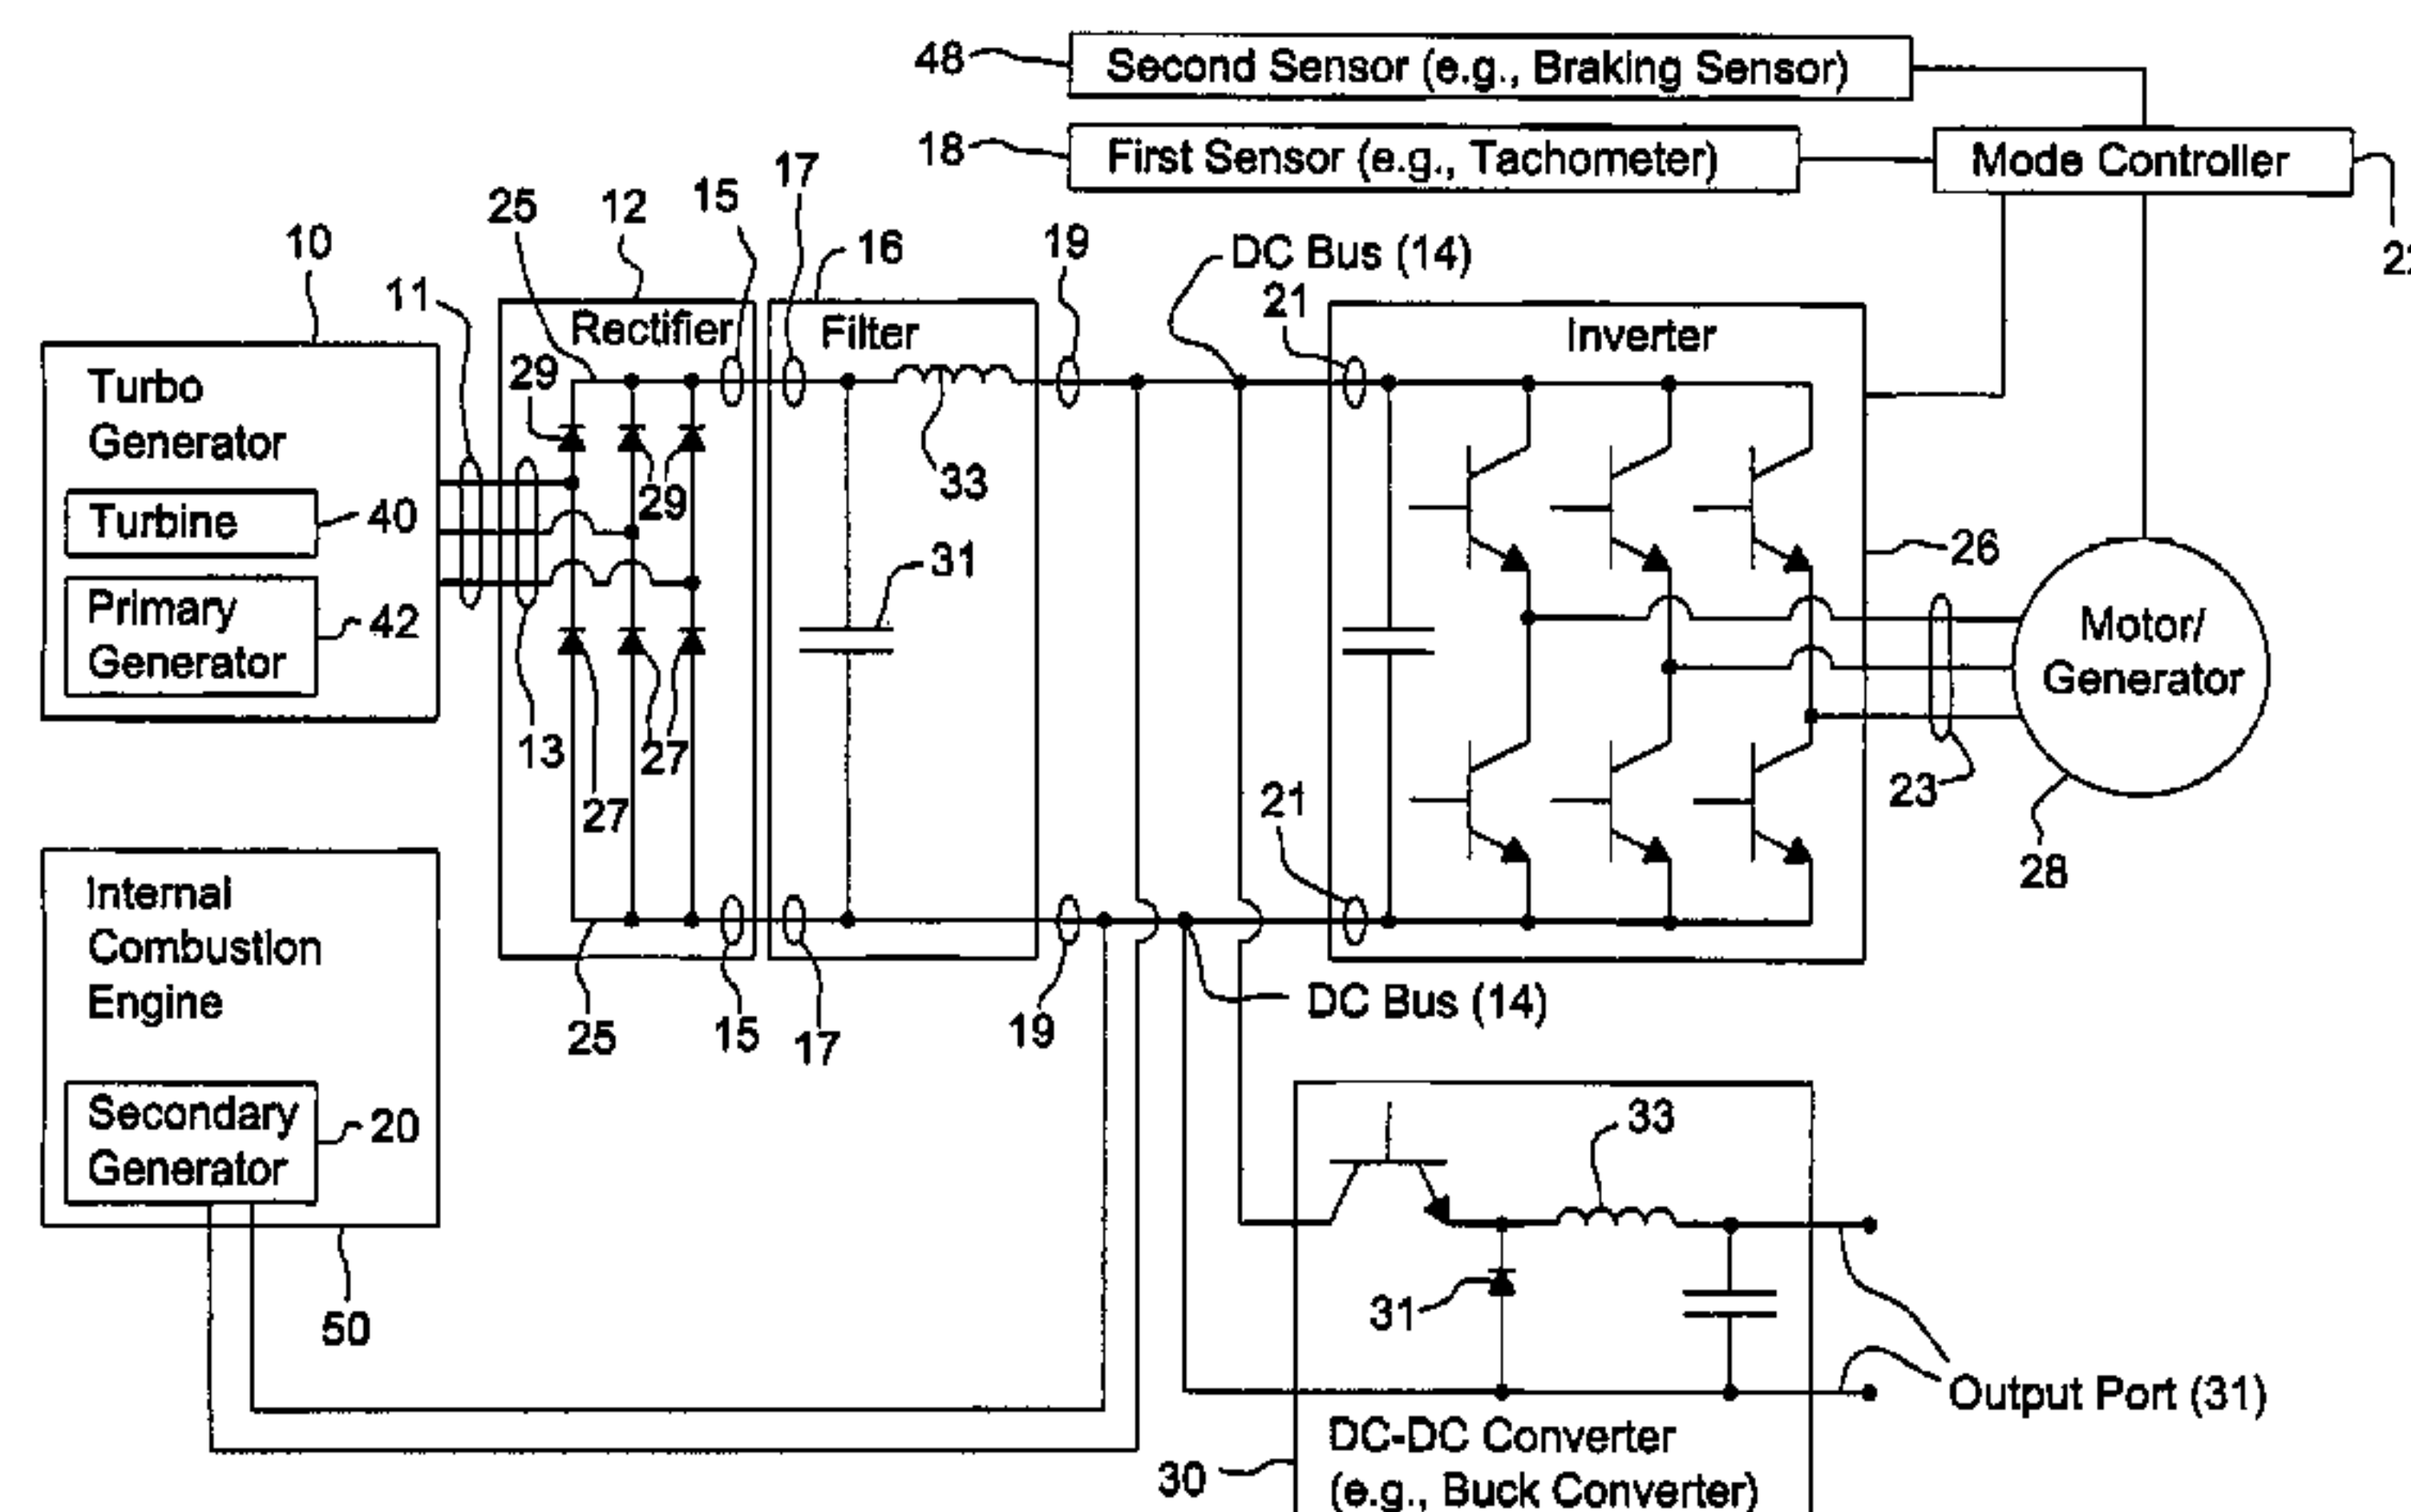 48
Second Sensor (e.g., Braking Sensor)
18
First Sensor (e.g., Tachometer)
Mode Controller
25
12
15
17
10
16
19
DC Bus (14)
11
21
Rectifier
Filter
Inverter
29
Turbo
Generator
29
33
Turbine
40
31
26
Primary
Generator
42
Motor/
Generator
13
27
27
21
23
28
Internal
Combustion
Engine
25
15
17
19
DC Bus (14)
Secondary
Generator
20
33
50
31
Output Port (31)
30
DC-DC Converter
(e.g., Buck Converter)